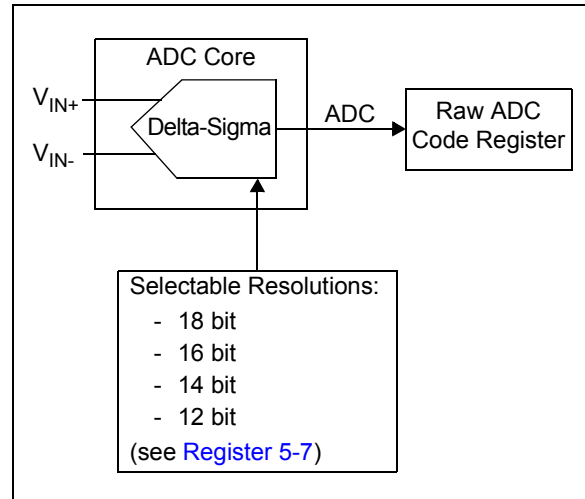 ADC Core
V_IN+
V_IN-
Delta-Sigma
ADC
Raw ADC
Code Register
Selectable Resolutions:
- 18 bit
- 16 bit
- 14 bit
- 12 bit
(see Register 5-7)